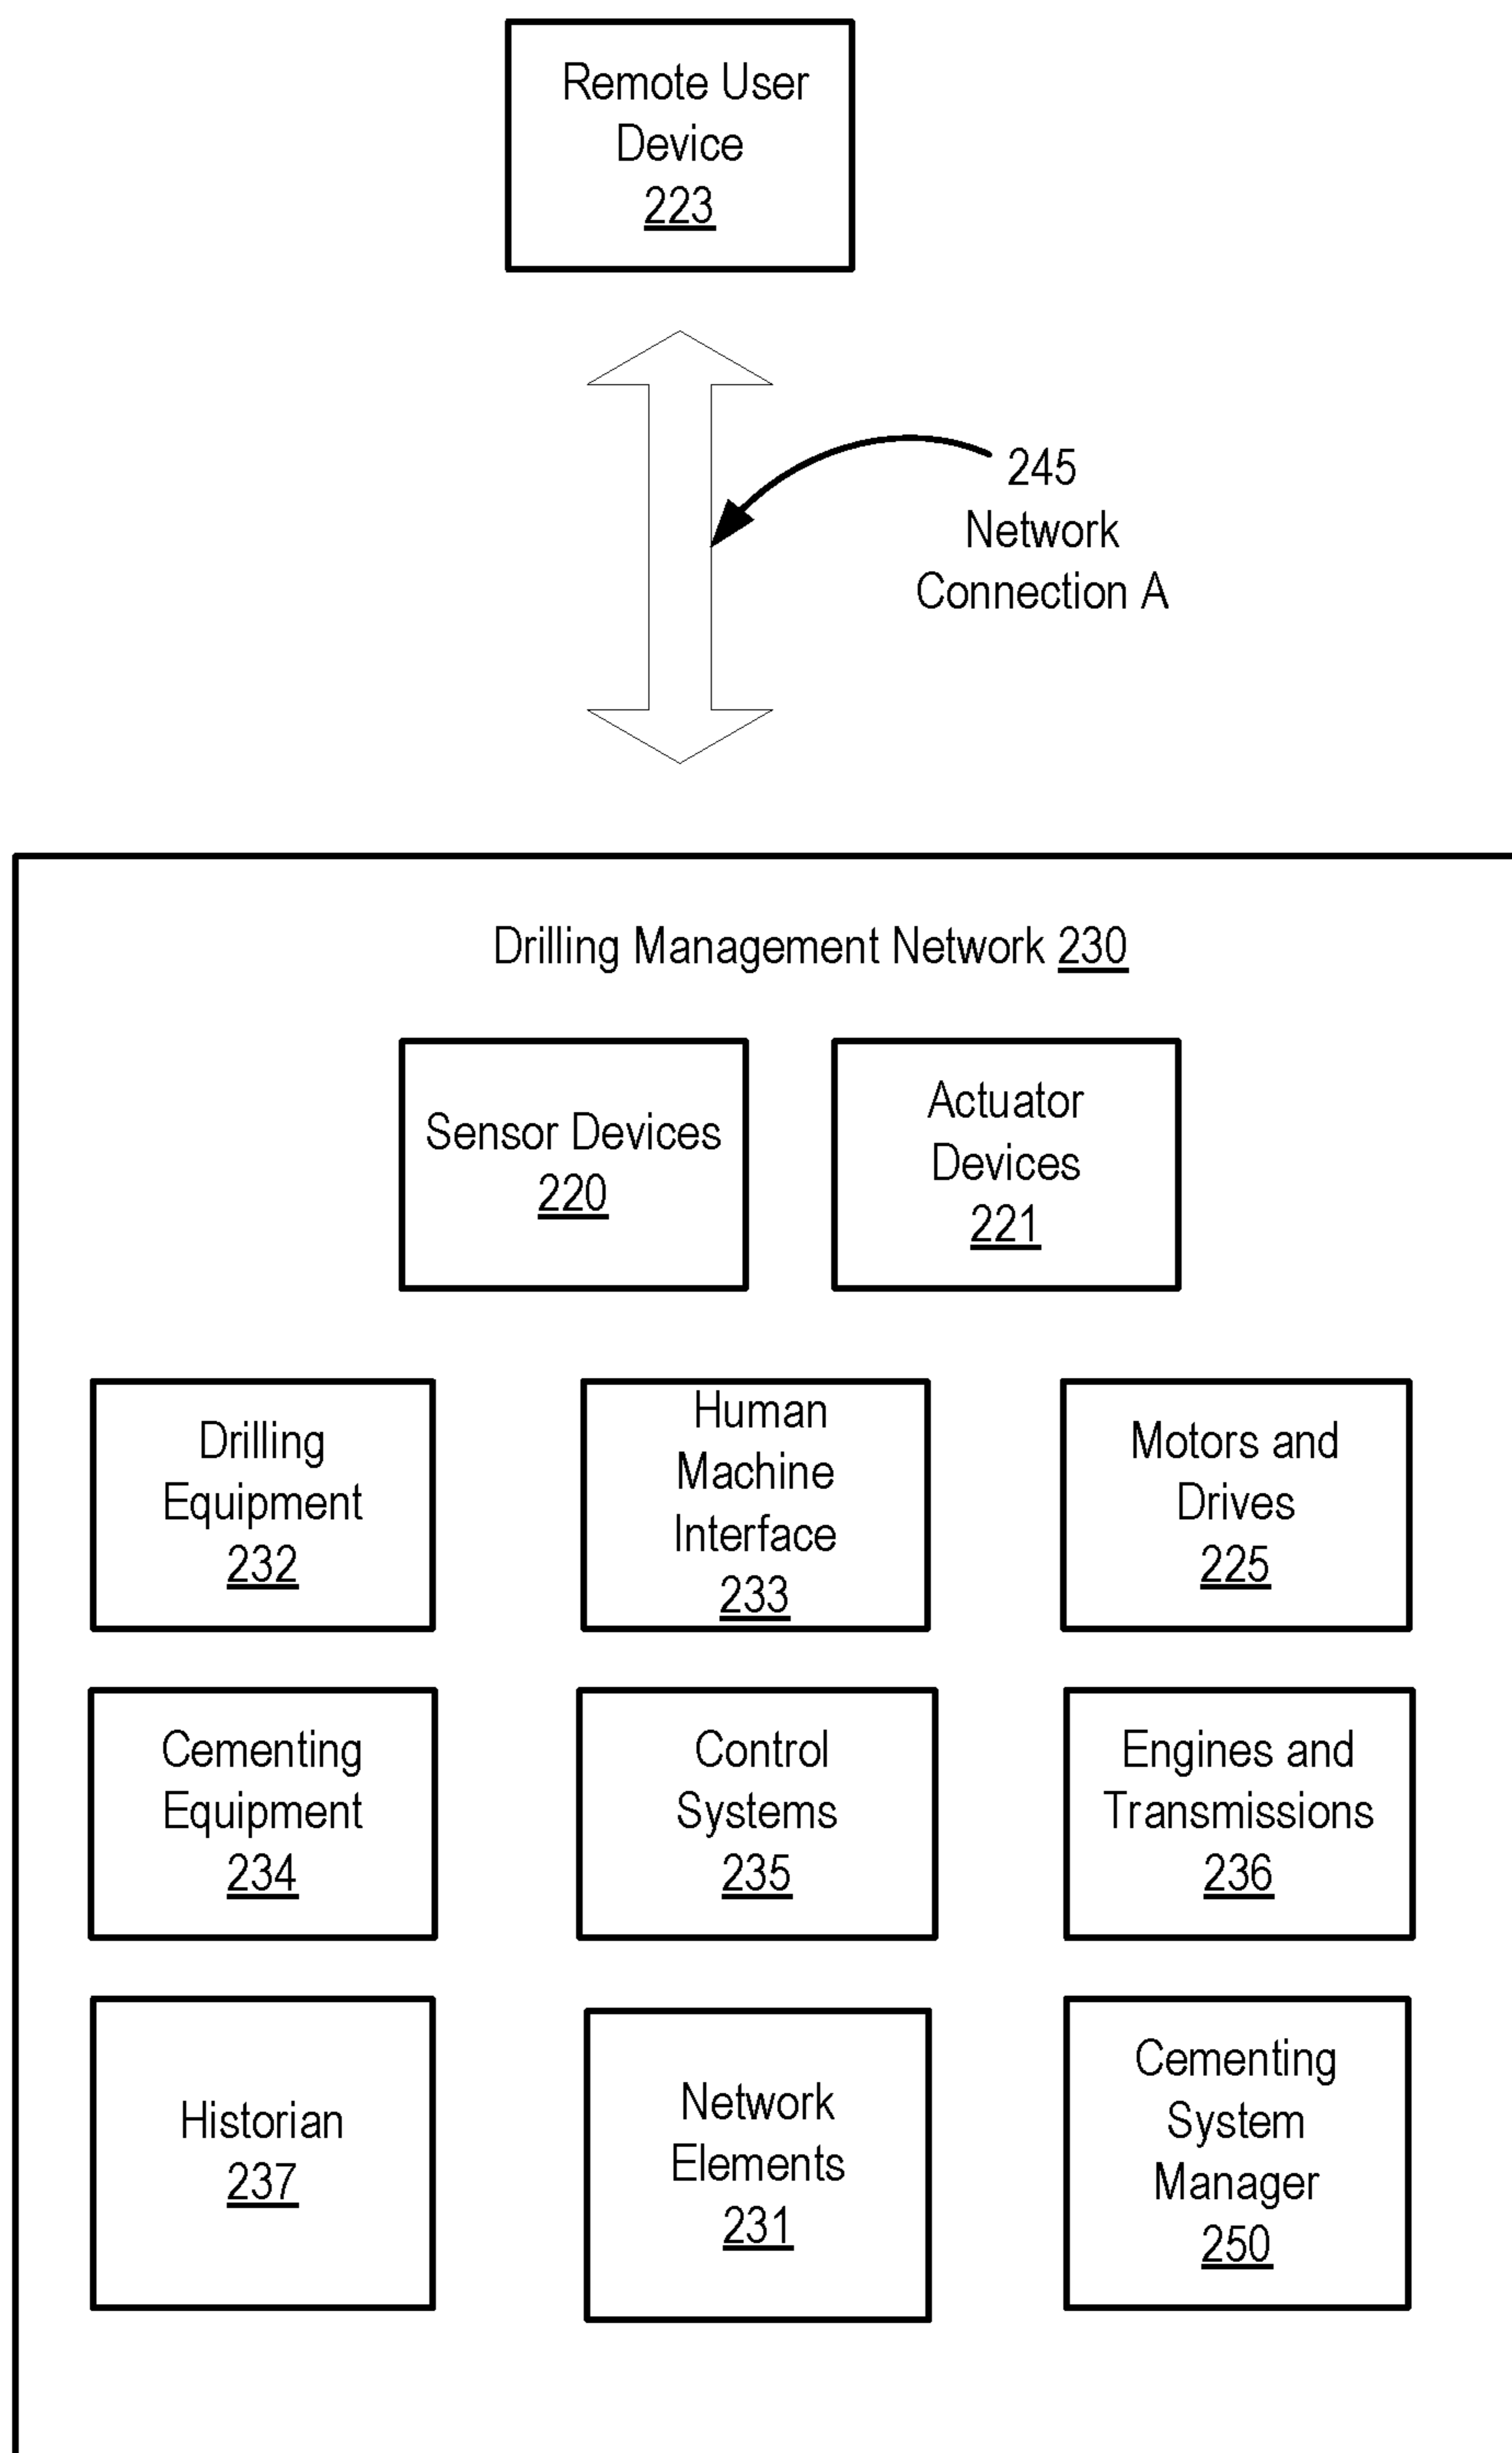 Remote User
Device
223
245
Network
Connection A
Drilling Management Network 230
Sensor Devices
220
Actuator
Devices
221
Drilling
Equipment
232
Human
Machine
Interface
233
Motors and
Drives
225
Cementing
Equipment
234
Control
Systems
235
Engines and
Transmissions
236
Historian
237
Network
Elements
231
Cementing
System
Manager
250